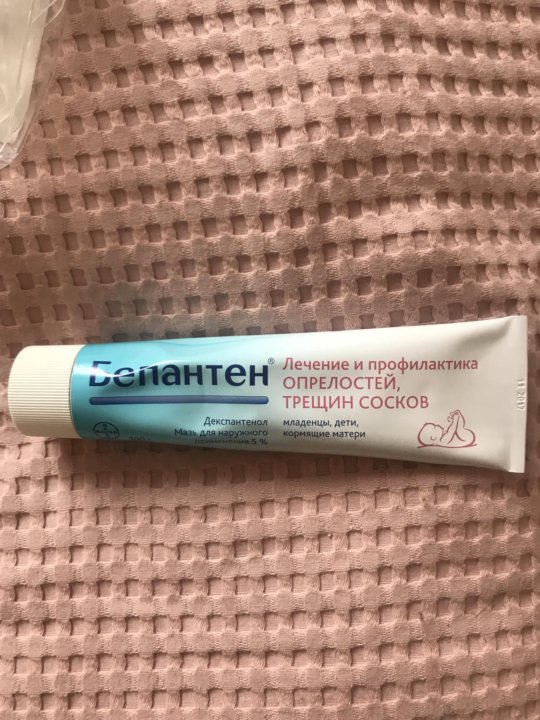 Бепантен®
Декспантенол
Мазь для наружного
применения 5 %
Лечение и профилактика
ОПРЕЛОСТЕЙ,
ТРЕЩИН СОСКОВ
младенцы, дети,
кормящие матери